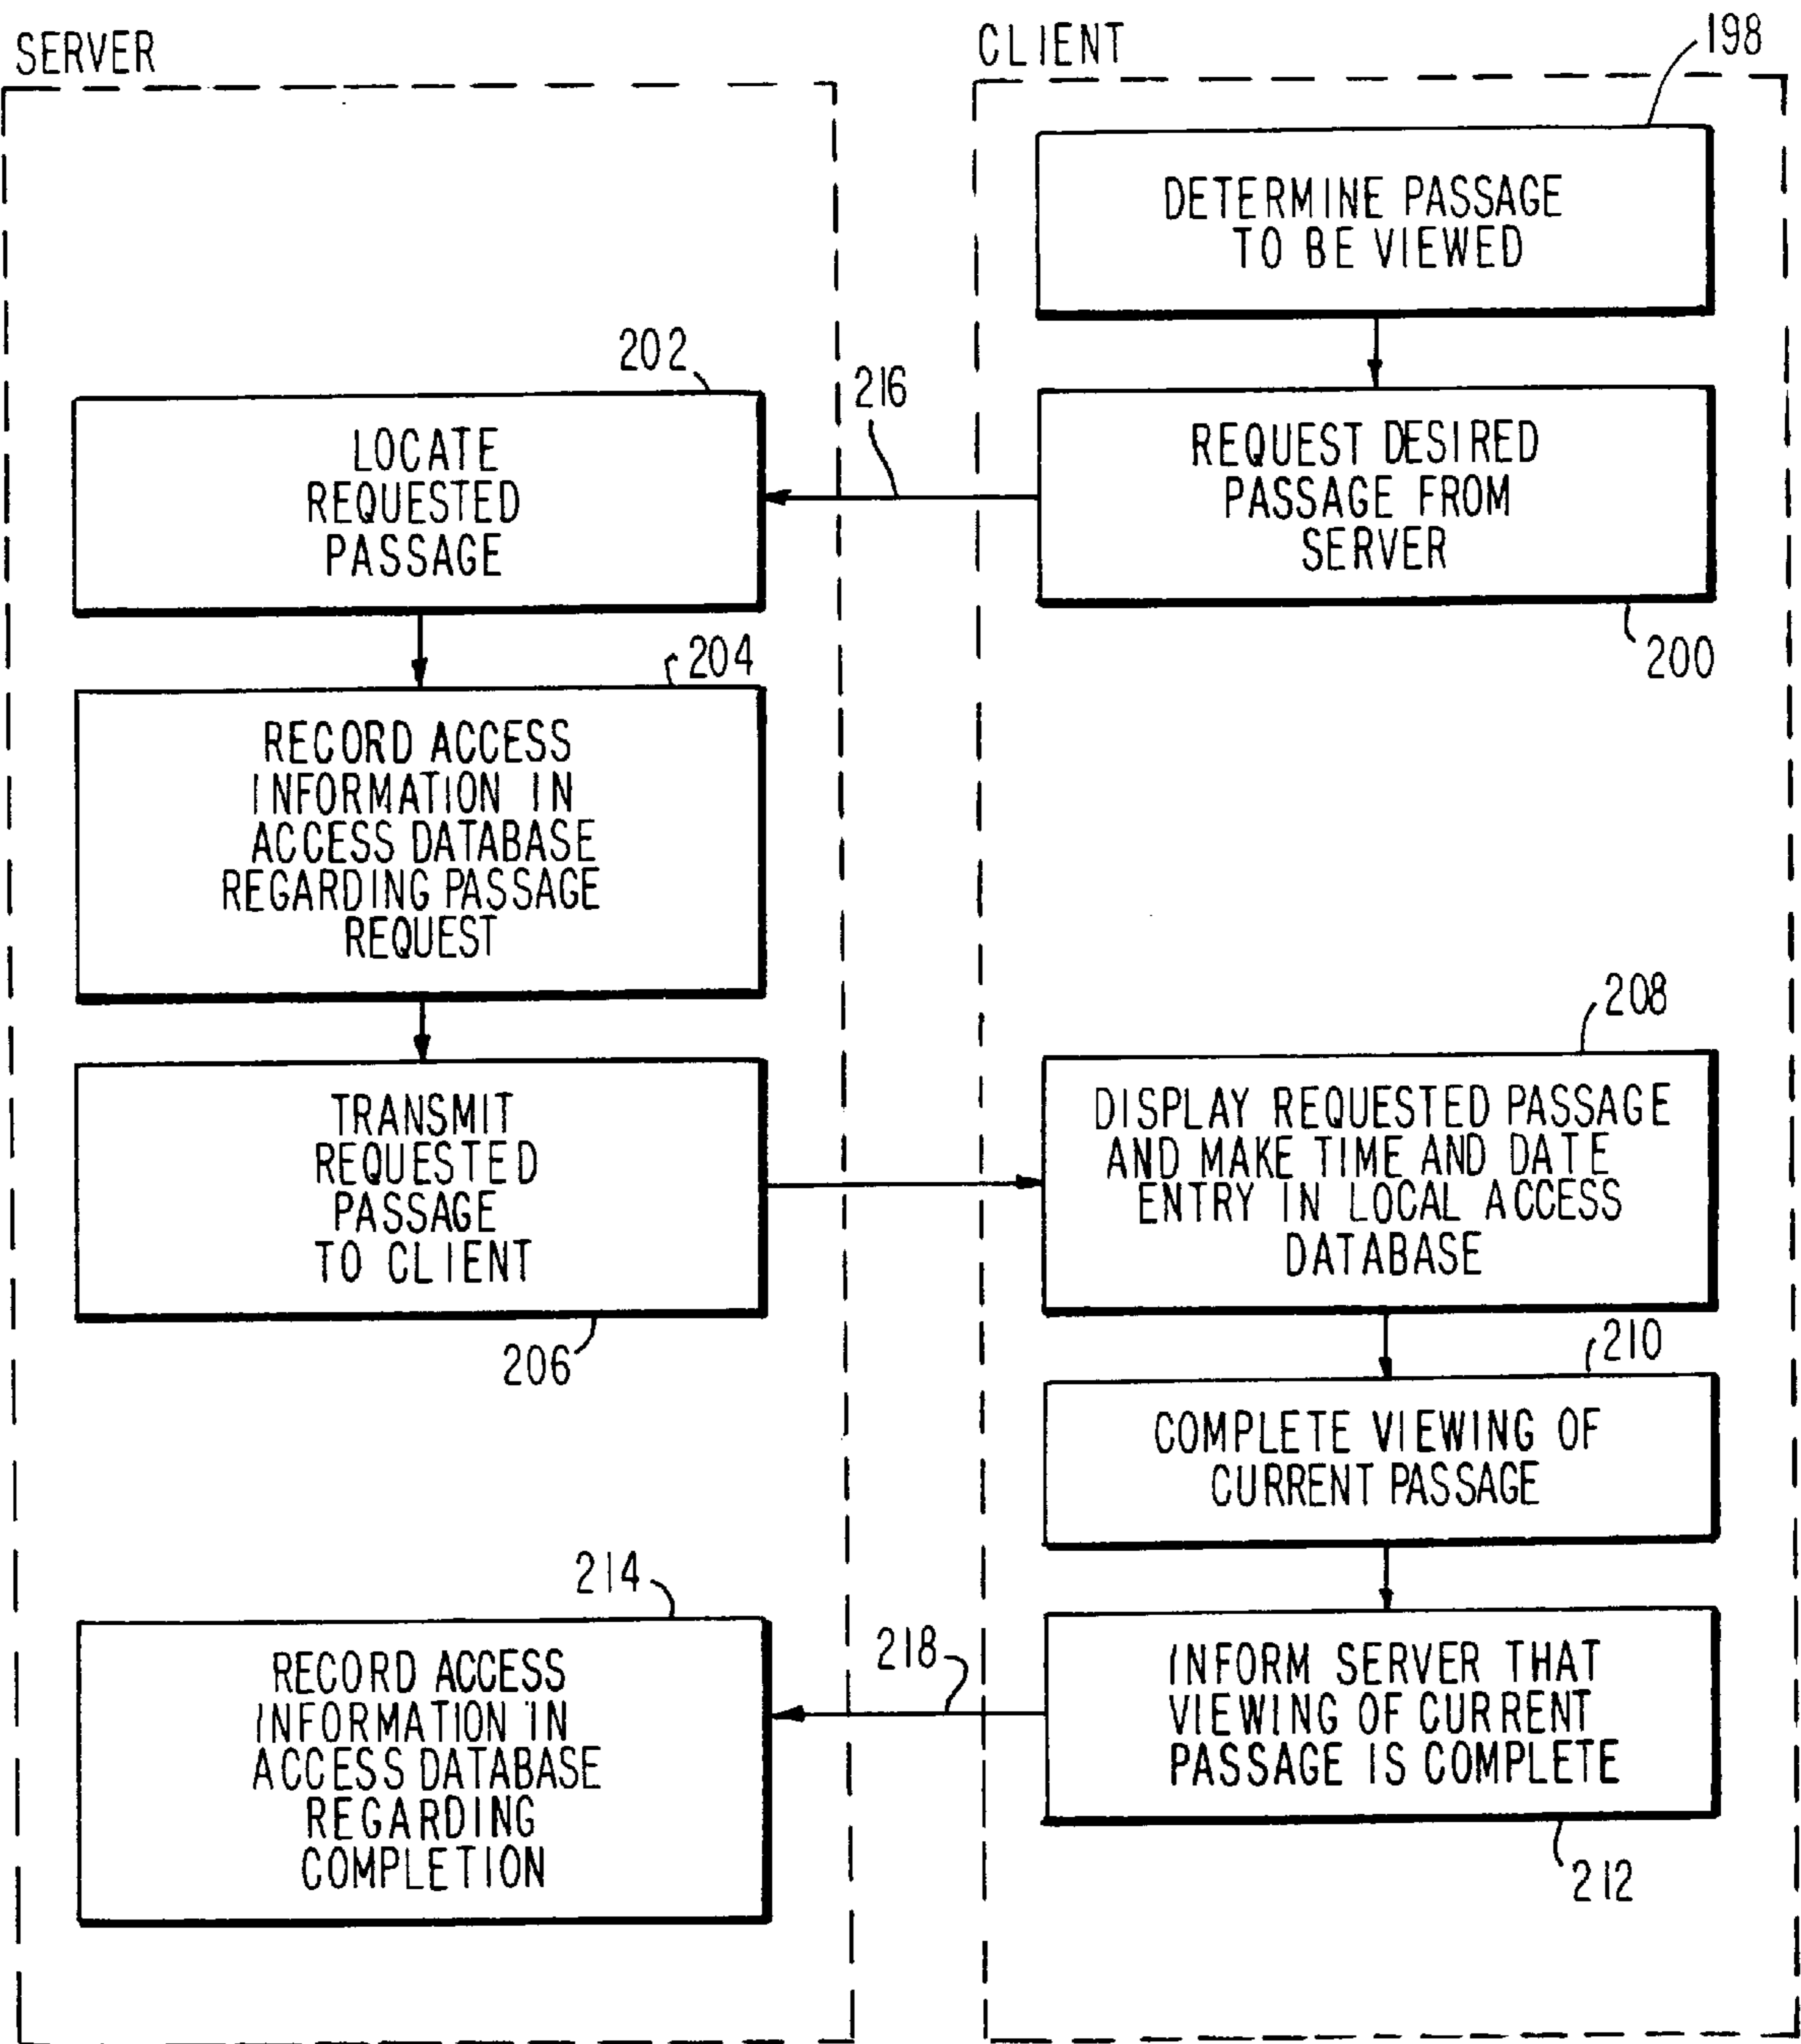 SERVER
CLIENT
198
DETERMINE PASSAGE
TO BE VIEWED
202
LOCATE
REQUESTED
PASSAGE
216
REQUEST DESIRED
PASSAGE FROM
SERVER
200
204
RECORD ACCESS
INFORMATION IN
ACCESS DATABASE
REGARDING PASSAGE
REQUEST
TRANSMIT
REQUESTED
PASSAGE
TO CLIENT
206
208
DISPLAY REQUESTED PASSAGE
AND MAKE TIME AND DATE
ENTRY IN LOCAL ACCESS
DATABASE
210
COMPLETE VIEWING OF
CURRENT PASSAGE
INFORM SERVER THAT
VIEWING OF CURRENT
PASSAGE IS COMPLETE
212
218
214
RECORD ACCESS
INFORMATION IN
ACCESS DATABASE
REGARDING
COMPLETION